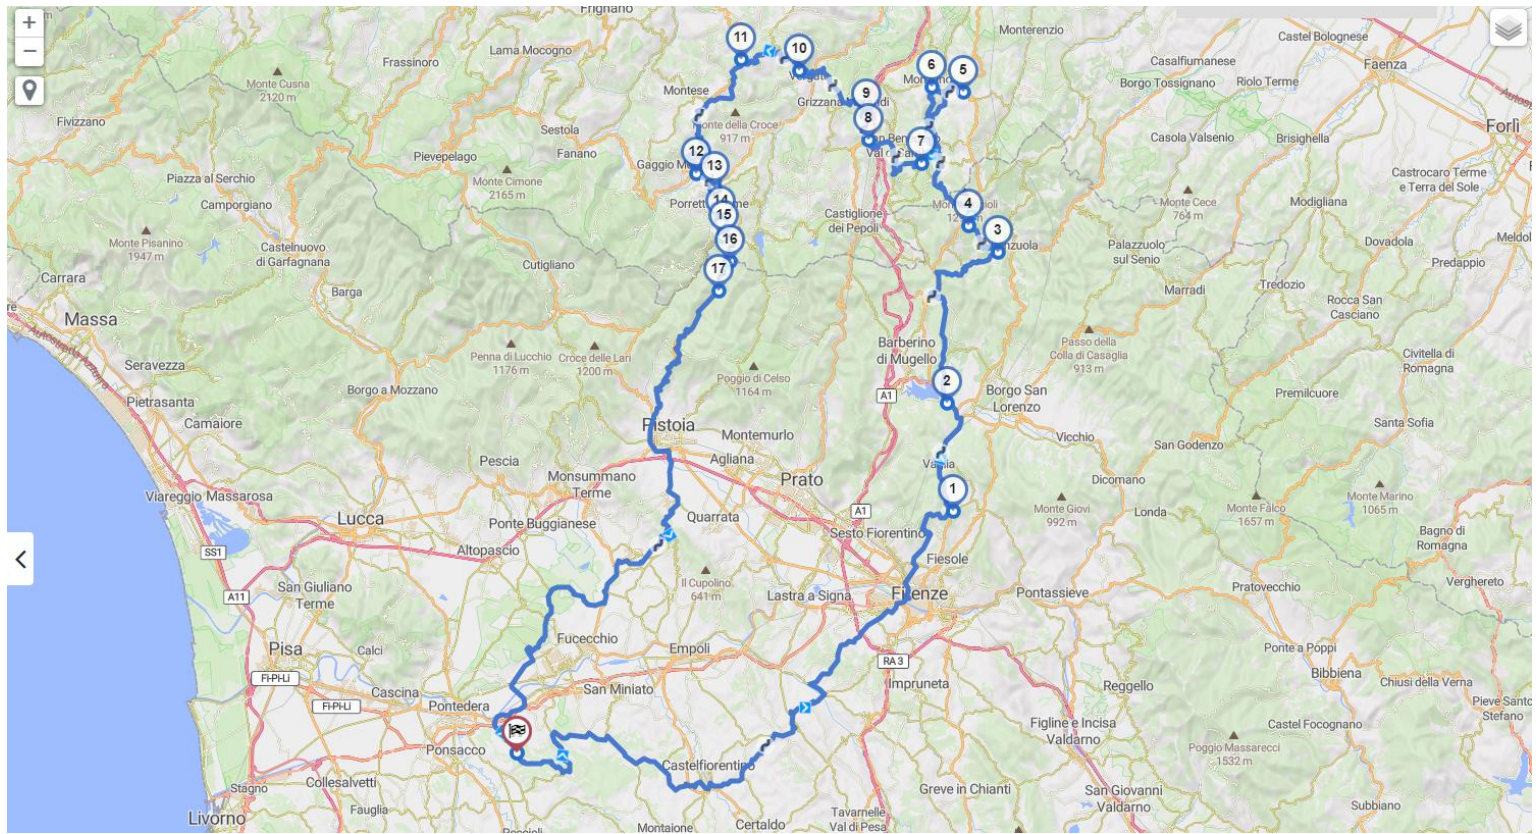 +
−
Frignano
Lama Mocogno
Frassinoro
Monte Cusna
2120 m
Fivizzano
Montese
Sestola
Fanano
Pievepelago
Gaggio
Piazza al Serchio
Monte Cimone
2165 m
Camporgiano
Monte Pisanino
1947 m
Castelnuovo
di Garfagnana
Cutigliano
Carrara
Barga
Massa
Autostrada Azzurra
Seravezza
Penna di Lucchio
1176 m
Croce delle Lari
1200 m
Borgo a Mozzano
Pietrasanta
Camaiore
Pescia
Monsummano
Terme
Viareggio
Massarosa
Lucca
Ponte Buggianese
SS1
Altopascio
San Giuliano
Terme
A11
Pisa
Calci
FI-PI-LI
Cascina
FI-PI-LI
Pontedera
Ponsacco
Collesalvetti
Stagno
Fauglia
Livorno
Fucecchio
San Miniato
Empoli
Castelfiorentino
Montaione
Certaldo
Tavarnelle
Val di Pesa
Greve in Chianti
San Giovanni
Valdarno
Figline e Incisa
Valdarno
Impruneta
RA 3
Reggello
Lastra a Signa
Il Cupolino
641 m
Quarrata
Pistoia
Montemurlo
Agliana
Prato
Poggio di Celso
1164 m
A1
Sesto Fiorentino
Fiesole
Firenze
Pontassieve
Monte Giovi
992 m
Londa
Dicomano
Vicchio
Borgo San
Lorenzo
Barberino
di Mugello
A1
Castiglione
dei Pepoli
Monte della Croce
917 m
Grizzana
Monterenzio
Castel Bolognese
Casalfiumanese
Faenza
Borgo Tossignano
Riolo Terme
Casola Valsenio
Brisighella
Forlì
Castrocaro Terme
e Terra del Sole
Monte Cece
764 m
Modigliana
Palazzuolo
sul Senio
Dovadola
Meldol
Predappio
Marradi
Tredozio
Rocca San
Casciano
Passo della
Colla di Casaglia
913 m
Civitella di
Romagna
Premilcuore
Santa Sofia
San Godenzo
Monte Falco
1657 m
Monte Marino
1065 m
Bagno di
Romagna
Verghereto
Pratovecchio
Ponte a Poppi
Bibbiena
Chiusi della Verna
Pieve Santo
Stefano
Castel Focognano
Poggio Massarecci
1532 m
Subbiano
1
2
3
4
5
6
7
8
9
10
11
12
13
14
15
16
17